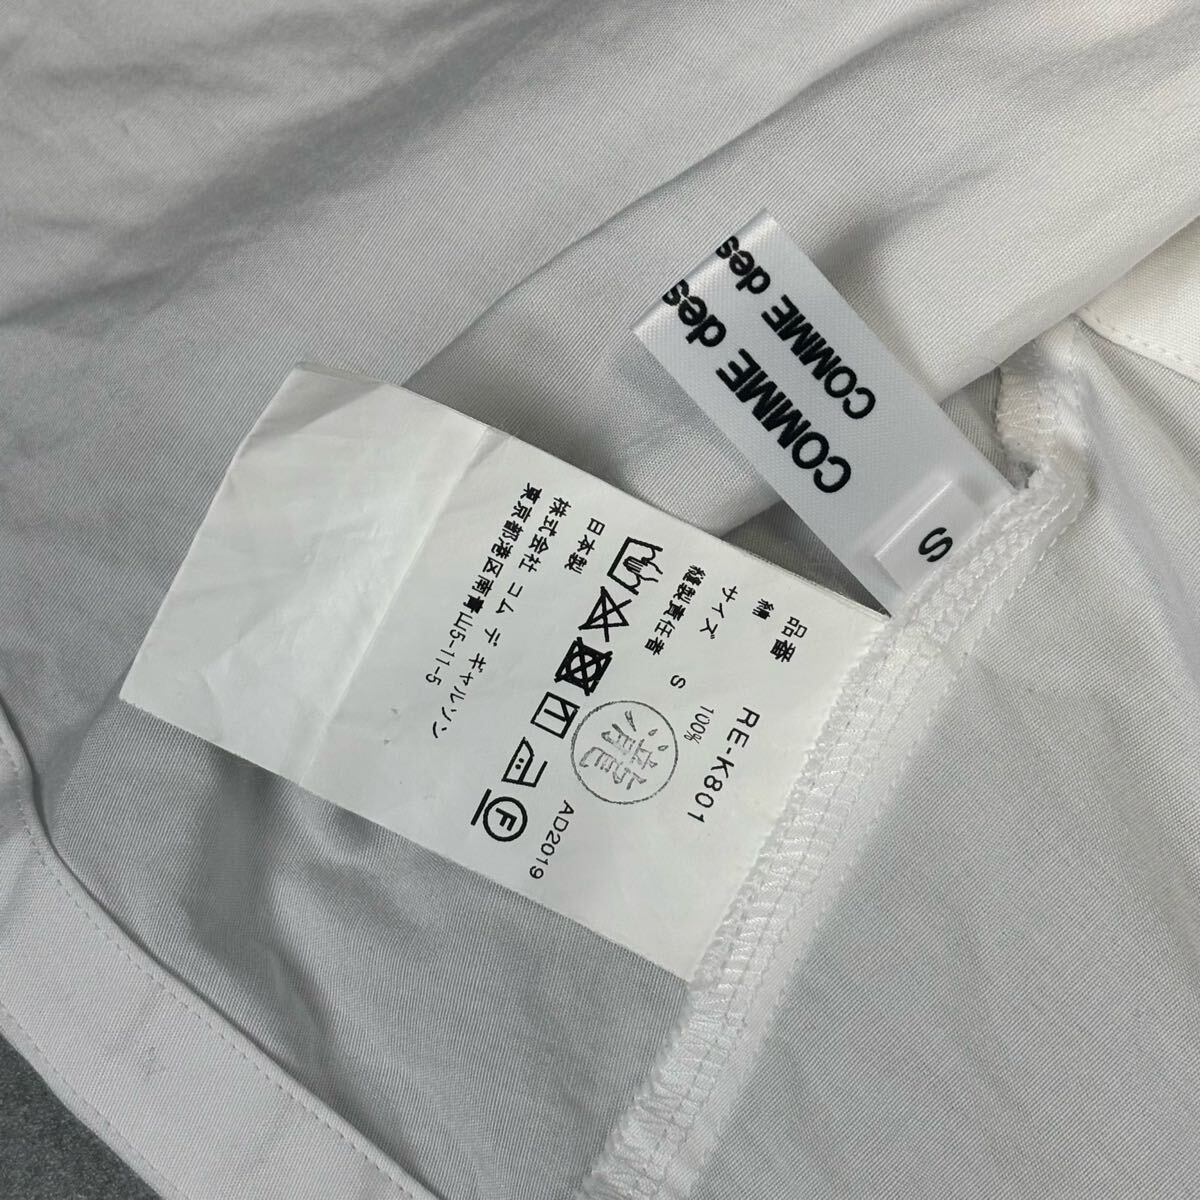 COMME des
COMME des
S
品番 RE-K801
綿 100%
サイズ S
縫製責任者
日本製
株式会社 コム デ ギャルソン
東京都港区南青山5-11-5
F
AD2019